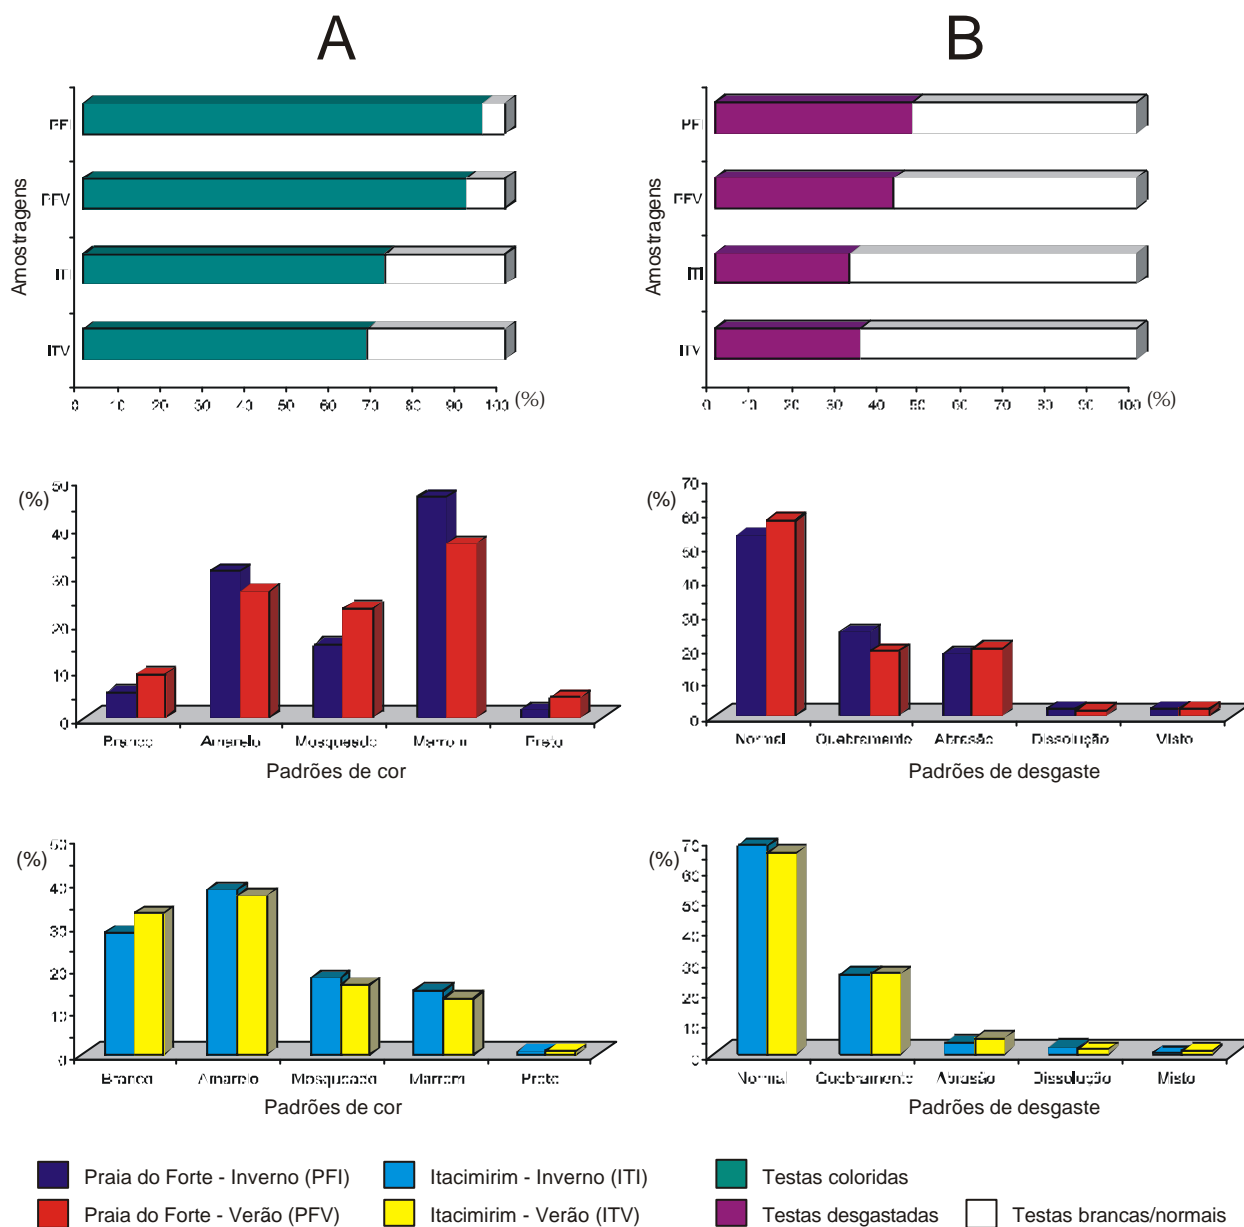 A
B
Amostragens
PFI
PFV
ITI
ITV
0 10 20 30 40 50 60 70 80 90 100 (%)
Amostragens
PFI
PFV
ITI
ITV
0 10 20 30 40 50 60 70 80 90 100 (%)
(%)
50
40
30
20
10
0
Branco Amarelo Mosqueado Marrom Preto
Padrões de cor
(%)
70
60
50
40
30
20
10
0
Normal Quebramento Abrasão Dissolução Misto
Padrões de desgaste
(%)
50
40
30
20
10
0
Branco Amarelo Mosqueado Marrom Preto
Padrões de cor
(%)
70
60
50
40
30
20
10
0
Normal Quebramento Abrasão Dissolução Misto
Padrões de desgaste
Praia do Forte - Inverno (PFI)
Itacimirim - Inverno (ITI)
Testas coloridas
Praia do Forte - Verão (PFV)
Itacimirim - Verão (ITV)
Testas desgastadas
Testas brancas/normais